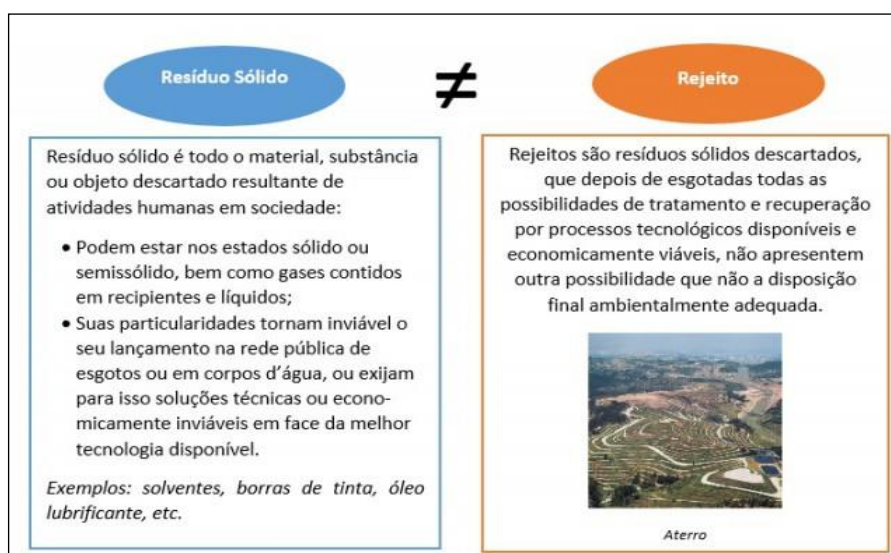 Resíduo Sólido
≠
Rejeito
Resíduo sólido é todo o material, substância
ou objeto descartado resultante de
atividades humanas em sociedade:
• Podem estar nos estados sólido ou
semissólido, bem como gases contidos
em recipientes e líquidos;
• Suas particularidades tornam inviável o
seu lançamento na rede pública de
esgotos ou em corpos d’água, ou exijam
para isso soluções técnicas ou econo-
micamente inviáveis em face da melhor
tecnologia disponível.
Exemplos: solventes, borras de tinta, óleo
lubrificante, etc.
Rejeitos são resíduos sólidos descartados,
que depois de esgotadas todas as
possibilidades de tratamento e recuperação
por processos tecnológicos disponíveis e
economicamente viáveis, não apresentem
outra possibilidade que não a disposição
final ambientalmente adequada.
Aterro